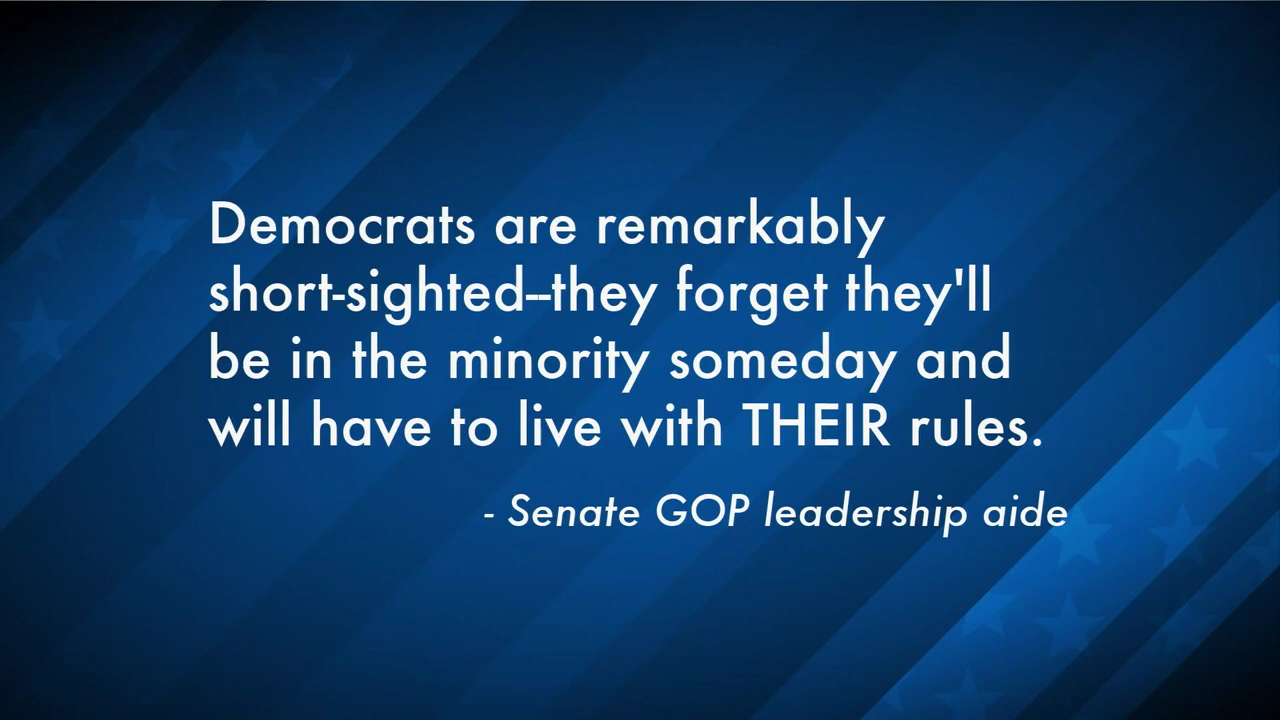 Democrats are remarkably
short-sighted--they forget they'll
be in the minority someday and
will have to live with THEIR rules.
- Senate GOP leadership aide